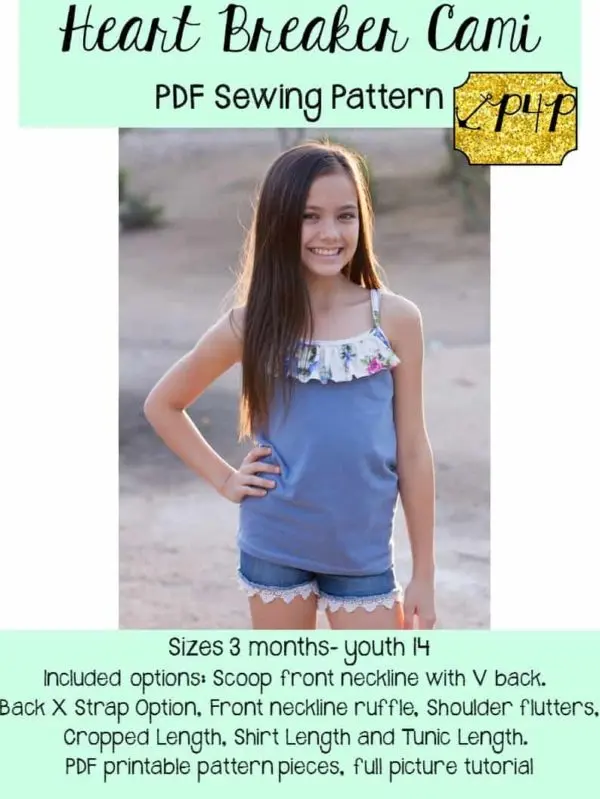 Heart Breaker Cami
PDF Sewing Pattern
P4P
Sizes 3 months- youth 14
Included options: Scoop front neckline with V back.
Back X Strap Option, Front neckline ruffle, Shoulder flutters,
Cropped Length, Shirt Length and Tunic Length.
PDF printable pattern pieces, full picture tutorial